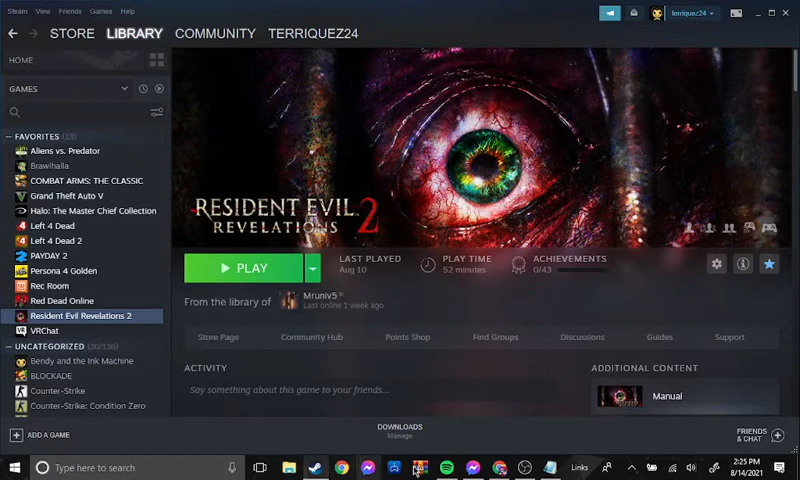 Steam View Friends Games Help
terriquez24
STORE LIBRARY COMMUNITY TERRIQUEZ24
HOME
GAMES
FAVORITES (13)
Aliens vs. Predator
Brawlhalla
COMBAT ARMS: THE CLASSIC
Grand Theft Auto V
Halo: The Master Chief Collection
Left 4 Dead
Left 4 Dead 2
PAYDAY 2
Persona 4 Golden
Rec Room
Red Dead Online
Resident Evil Revelations 2
VRChat
UNCATEGORIZED (30/136)
Bendy and the Ink Machine
BLOCKADE
Counter-Strike
Counter-Strike: Condition Zero
RESIDENT EVIL
REVELATIONS 2
PLAY
LAST PLAYED
Aug 10
PLAY TIME
52 minutes
ACHIEVEMENTS
0/43
From the library of
Mruniv5
Last online 1 week ago
Store Page Community Hub Points Shop Find Groups Discussions Guides Support
ACTIVITY
Say something about this game to your friends...
ADDITIONAL CONTENT
Manual
ADD A GAME
DOWNLOADS
Manage
FRIENDS
& CHAT
Type here to search
Links
2:25 PM
8/14/2021